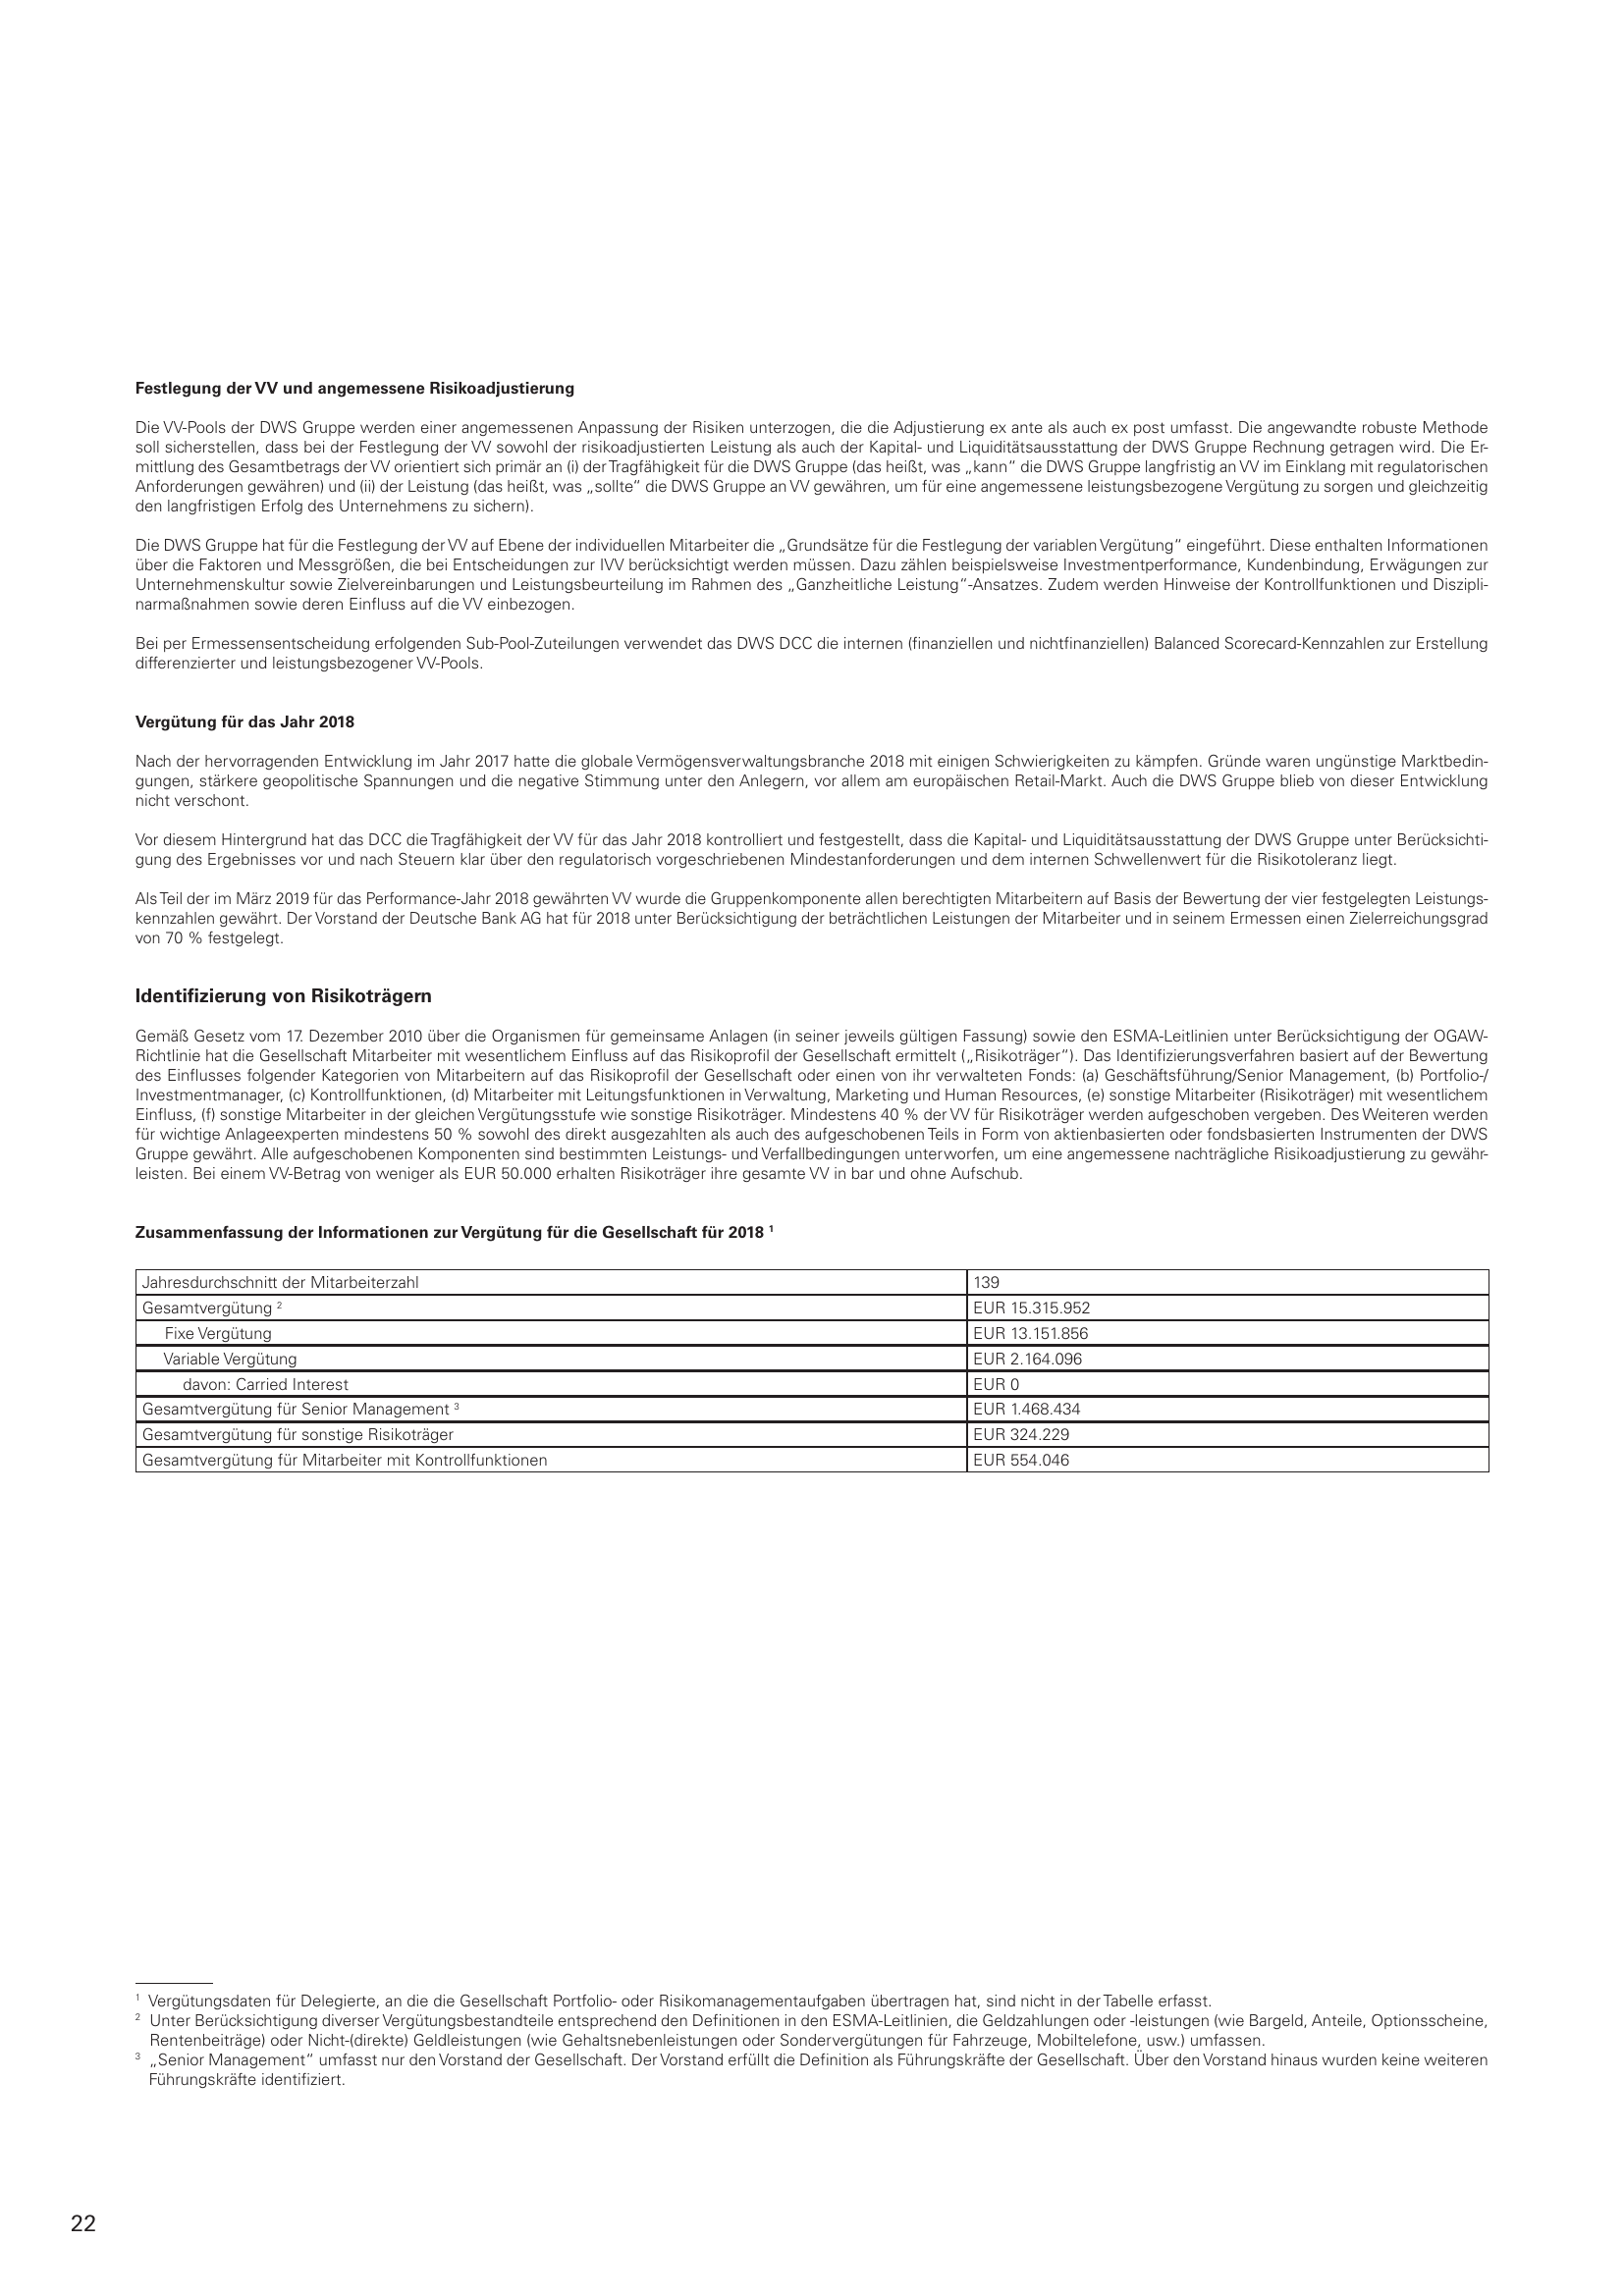 Festlegung der VV und angemessene Risikoadjustierung
Die VV-Pools der DWS Gruppe werden einer angemessenen Anpassung der Risiken unterzogen, die die Adjustierung ex ante als auch ex post umfasst. Die angewandte robuste Methode
soll sicherstellen, dass bei der Festlegung der VV sowohl der risikoadjustierten Leistung als auch der Kapital- und Liquiditätsausstattung der DWS Gruppe Rechnung getragen wird. Die Er-
mittlung des Gesamtbetrags der VV orientiert sich primär an (i) der Tragfähigkeit für die DWS Gruppe (das heißt, was „kann“ die DWS Gruppe langfristig an VV im Einklang mit regulatorischen
Anforderungen gewähren) und (ii) der Leistung (das heißt, was „sollte“ die DWS Gruppe an VV gewähren, um für eine angemessene leistungsbezogene Vergütung zu sorgen und gleichzeitig
den langfristigen Erfolg des Unternehmens zu sichern).
Die DWS Gruppe hat für die Festlegung der VV auf Ebene der individuellen Mitarbeiter die „Grundsätze für die Festlegung der variablen Vergütung“ eingeführt. Diese enthalten Informationen
über die Faktoren und Messgrößen, die bei Entscheidungen zur IVV berücksichtigt werden müssen. Dazu zählen beispielsweise Investmentperformance, Kundenbindung, Erwägungen zur
Unternehmenskultur sowie Zielvereinbarungen und Leistungsbeurteilung im Rahmen des „Ganzheitliche Leistung“-Ansatzes. Zudem werden Hinweise der Kontrollfunktionen und Diszipli-
narmaßnahmen sowie deren Einfluss auf die VV einbezogen.
Bei per Ermessensentscheidung erfolgenden Sub-Pool-Zuteilungen verwendet das DWS DCC die internen (finanziellen und nichtfinanziellen) Balanced Scorecard-Kennzahlen zur Erstellung
differenzierter und leistungsbezogener VV-Pools.
Vergütung für das Jahr 2018
Nach der hervorragenden Entwicklung im Jahr 2017 hatte die globale Vermögensverwaltungsbranche 2018 mit einigen Schwierigkeiten zu kämpfen. Gründe waren ungünstige Marktbedin-
gungen, stärkere geopolitische Spannungen und die negative Stimmung unter den Anlegern, vor allem am europäischen Retail-Markt. Auch die DWS Gruppe blieb von dieser Entwicklung
nicht verschont.
Vor diesem Hintergrund hat das DCC die Tragfähigkeit der VV für das Jahr 2018 kontrolliert und festgestellt, dass die Kapital- und Liquiditätsausstattung der DWS Gruppe unter Berücksichti-
gung des Ergebnisses vor und nach Steuern klar über den regulatorisch vorgeschriebenen Mindestanforderungen und dem internen Schwellenwert für die Risikotoleranz liegt.
Als Teil der im März 2019 für das Performance-Jahr 2018 gewährten VV wurde die Gruppenkomponente allen berechtigten Mitarbeitern auf Basis der Bewertung der vier festgelegten Leistungs-
kennzahlen gewährt. Der Vorstand der Deutsche Bank AG hat für 2018 unter Berücksichtigung der beträchtlichen Leistungen der Mitarbeiter und in seinem Ermessen einen Zielerreichungsgrad
von 70 % festgelegt.
Identifizierung von Risikoträgern
Gemäß Gesetz vom 17. Dezember 2010 über die Organismen für gemeinsame Anlagen (in seiner jeweils gültigen Fassung) sowie den ESMA-Leitlinien unter Berücksichtigung der OGAW-
Richtlinie hat die Gesellschaft Mitarbeiter mit wesentlichem Einfluss auf das Risikoprofil der Gesellschaft ermittelt („Risikoträger“). Das Identifizierungsverfahren basiert auf der Bewertung
des Einflusses folgender Kategorien von Mitarbeitern auf das Risikoprofil der Gesellschaft oder einen von ihr verwalteten Fonds: (a) Geschäftsführung/Senior Management, (b) Portfolio-/
Investmentmanager, (c) Kontrollfunktionen, (d) Mitarbeiter mit Leitungsfunktionen in Verwaltung, Marketing und Human Resources, (e) sonstige Mitarbeiter (Risikoträger) mit wesentlichem
Einfluss, (f) sonstige Mitarbeiter in der gleichen Vergütungsstufe wie sonstige Risikoträger. Mindestens 40 % der VV für Risikoträger werden aufgeschoben vergeben. Des Weiteren werden
für wichtige Anlageexperten mindestens 50 % sowohl des direkt ausgezahlten als auch des aufgeschobenen Teils in Form von aktienbasierten oder fondsbasierten Instrumenten der DWS
Gruppe gewährt. Alle aufgeschobenen Komponenten sind bestimmten Leistungs- und Verfallbedingungen unterworfen, um eine angemessene nachträgliche Risikoadjustierung zu gewähr-
leisten. Bei einem VV-Betrag von weniger als EUR 50.000 erhalten Risikoträger ihre gesamte VV in bar und ohne Aufschub.
Zusammenfassung der Informationen zur Vergütung für die Gesellschaft für 2018 1
Jahresdurchschnitt der Mitarbeiterzahl 139
Gesamtvergütung 2 EUR 15.315.952
Fixe Vergütung EUR 13.151.856
Variable Vergütung EUR 2.164.096
davon: Carried Interest EUR 0
Gesamtvergütung für Senior Management 3 EUR 1.468.434
Gesamtvergütung für sonstige Risikoträger EUR 324.229
Gesamtvergütung für Mitarbeiter mit Kontrollfunktionen EUR 554.046
1 Vergütungsdaten für Delegierte, an die die Gesellschaft Portfolio- oder Risikomanagementaufgaben übertragen hat, sind nicht in der Tabelle erfasst.
2 Unter Berücksichtigung diverser Vergütungsbestandteile entsprechend den Definitionen in den ESMA-Leitlinien, die Geldzahlungen oder -leistungen (wie Bargeld, Anteile, Optionsscheine,
Rentenbeiträge) oder Nicht-(direkte) Geldleistungen (wie Gehaltsnebenleistungen oder Sondervergütungen für Fahrzeuge, Mobiltelefone, usw.) umfassen.
3 „Senior Management“ umfasst nur den Vorstand der Gesellschaft. Der Vorstand erfüllt die Definition als Führungskräfte der Gesellschaft. Über den Vorstand hinaus wurden keine weiteren
Führungskräfte identifiziert.
22